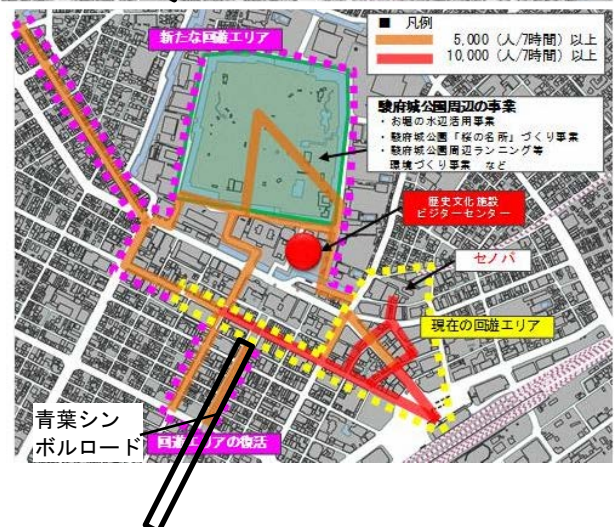 新たな回遊エリア
■ 凡例
5,000 (人/7時間) 以上
10,000 (人/7時間) 以上
駿府城公園周辺の事業
・お堀の水辺活用事業
・駿府城公園「桜の名所」づくり事業
・駿府城公園周辺ランニング等
環境づくり事業 など
歴史文化施設
ビジターセンター
セノバ
現在の回遊エリア
青葉シン
ボルロード
回遊エリアの復活